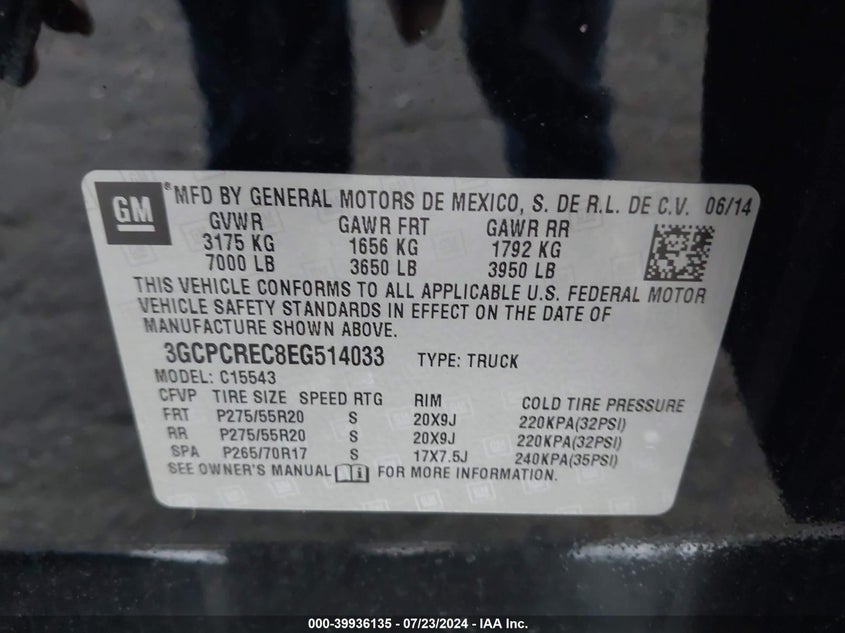 GM ® MFD BY GENERAL MOTORS DE MEXICO, S. DE R.L. DE C.V. 06/14
GVWR GAWR FRT GAWR RR
3175 KG 1656 KG 1792 KG
7000 LB 3650 LB 3950 LB
THIS VEHICLE CONFORMS TO ALL APPLICABLE U.S. FEDERAL MOTOR
VEHICLE SAFETY STANDARDS IN EFFECT ON THE DATE OF
MANUFACTURE SHOWN ABOVE.
3GCPCREC8EG514033 TYPE: TRUCK
MODEL: C15543
CFVP TIRE SIZE SPEED RTG RIM COLD TIRE PRESSURE
FRT P275/55R20 S 20X9J 220KPA(32PSI)
RR P275/55R20 S 20X9J 220KPA(32PSI)
SPA P265/70R17 S 17X7.5J 240KPA(35PSI)
SEE OWNER'S MANUAL i FOR MORE INFORMATION.
000-39936135 - 07/23/2024 - IAA Inc.